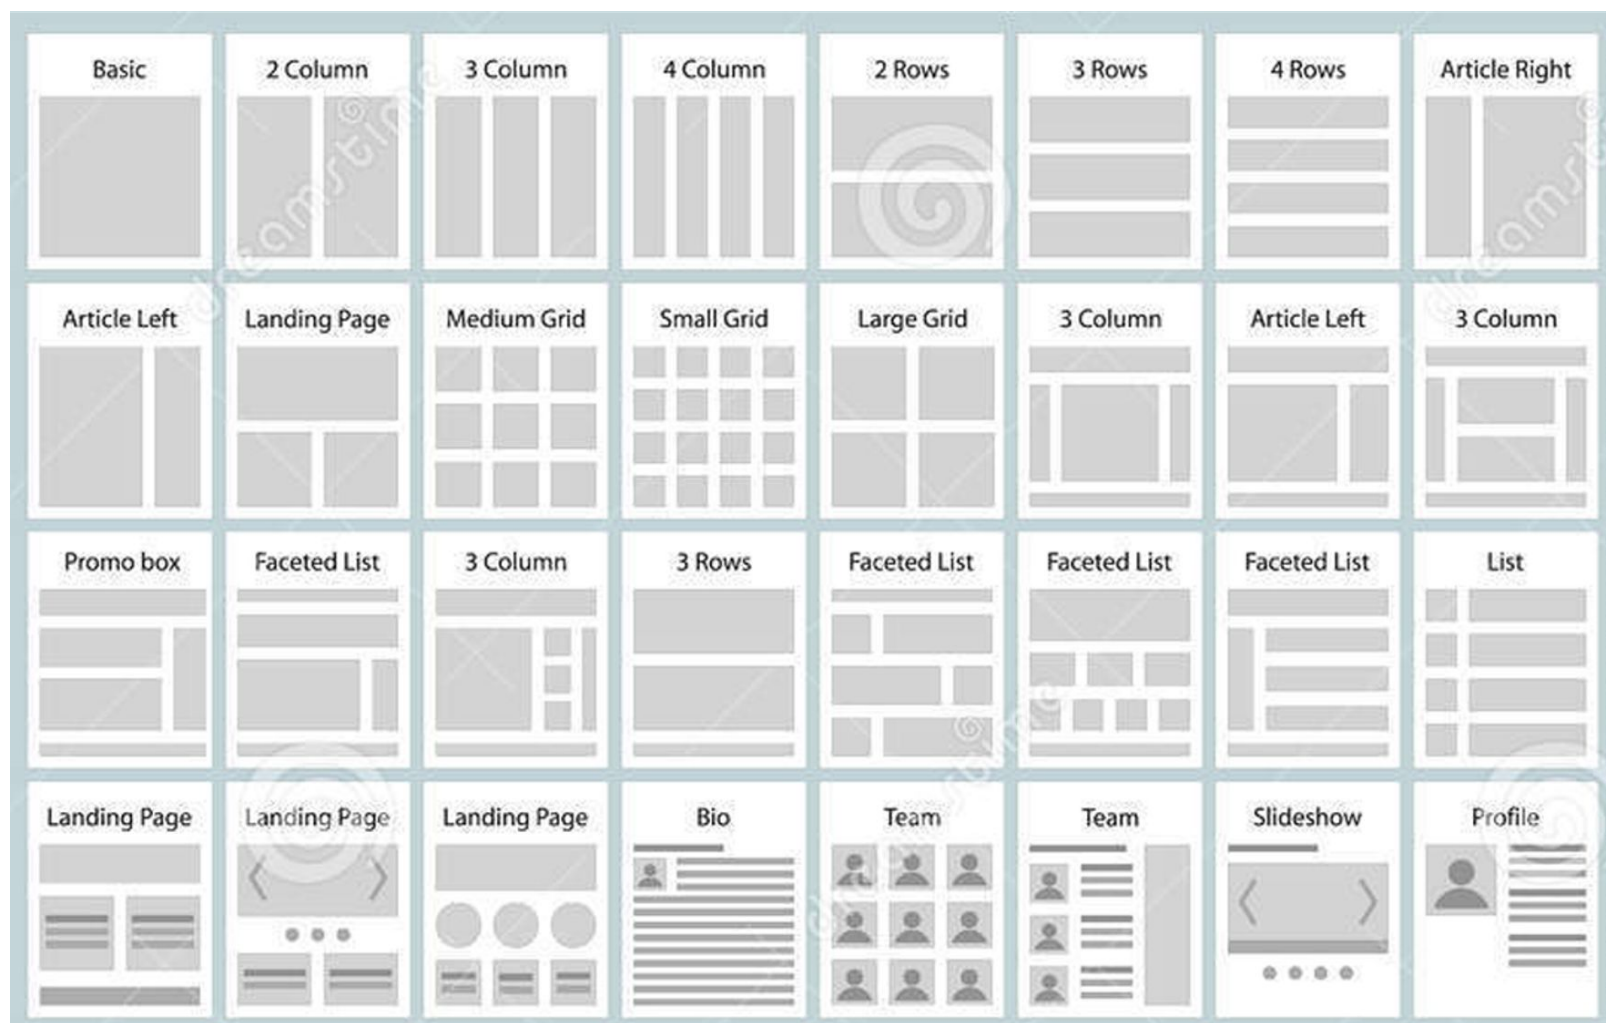 Basic
2 Column
3 Column
4 Column
2 Rows
3 Rows
4 Rows
Article Right
Article Left
Landing Page
Medium Grid
Small Grid
Large Grid
3 Column
Article Left
3 Column
Promo box
Faceted List
3 Column
3 Rows
Faceted List
Faceted List
Faceted List
List
Landing Page
Landing Page
Landing Page
Bio
Team
Team
Slideshow
Profile
dreamstime
dreamstime
dreamstime